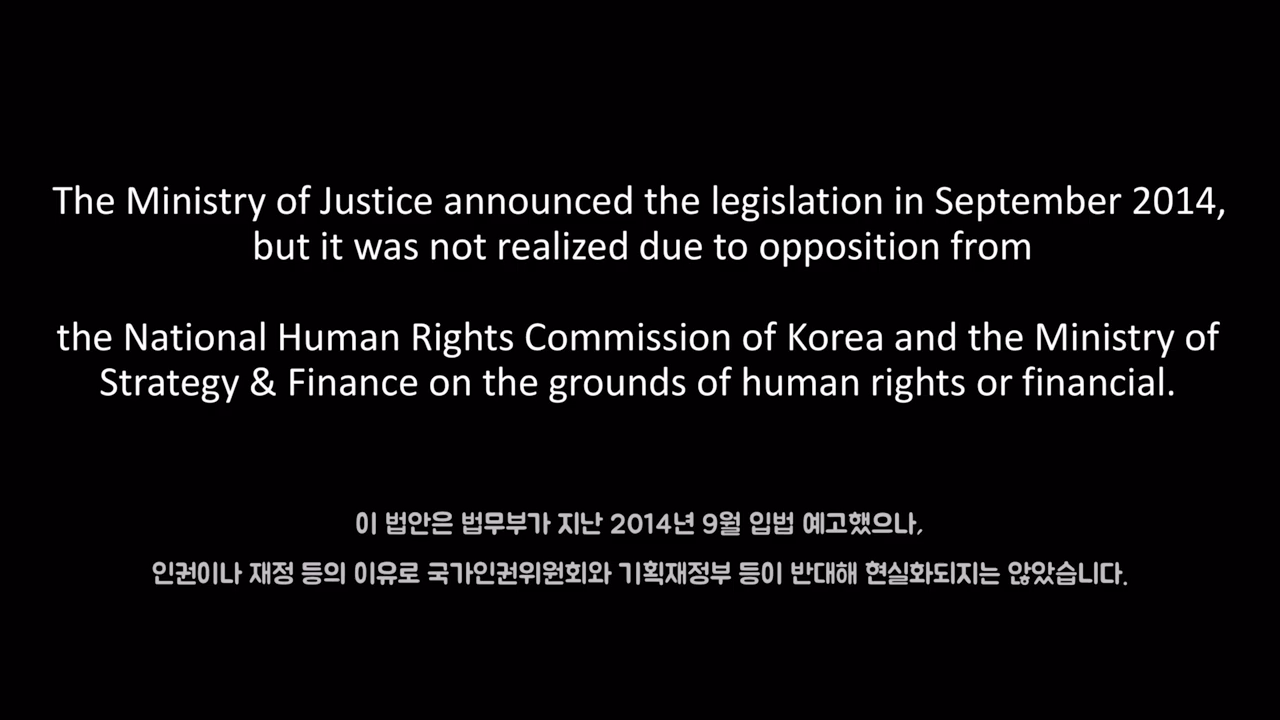 The Ministry of Justice announced the legislation in September 2014,
but it was not realized due to opposition from
the National Human Rights Commission of Korea and the Ministry of
Strategy & Finance on the grounds of human rights or financial.
이 법안은 법무부가 지난 2014년 9월 입법 예고했으나,
인권이나 재정 등의 이유로 국가인권위원회와 기획재정부 등이 반대해 현실화되지는 않았습니다.